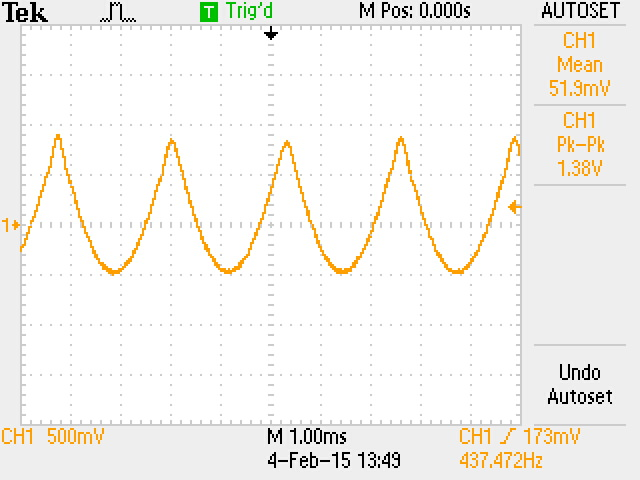 Tek T Trig'd M Pos: 0.000s AUTOSET
CH1
Mean
51.9mV
CH1
Pk-Pk
1.38V
1
Undo
Autoset
CH1 500mV M 1.00ms CH1 173mV
4-Feb-15 13:49 437.472Hz